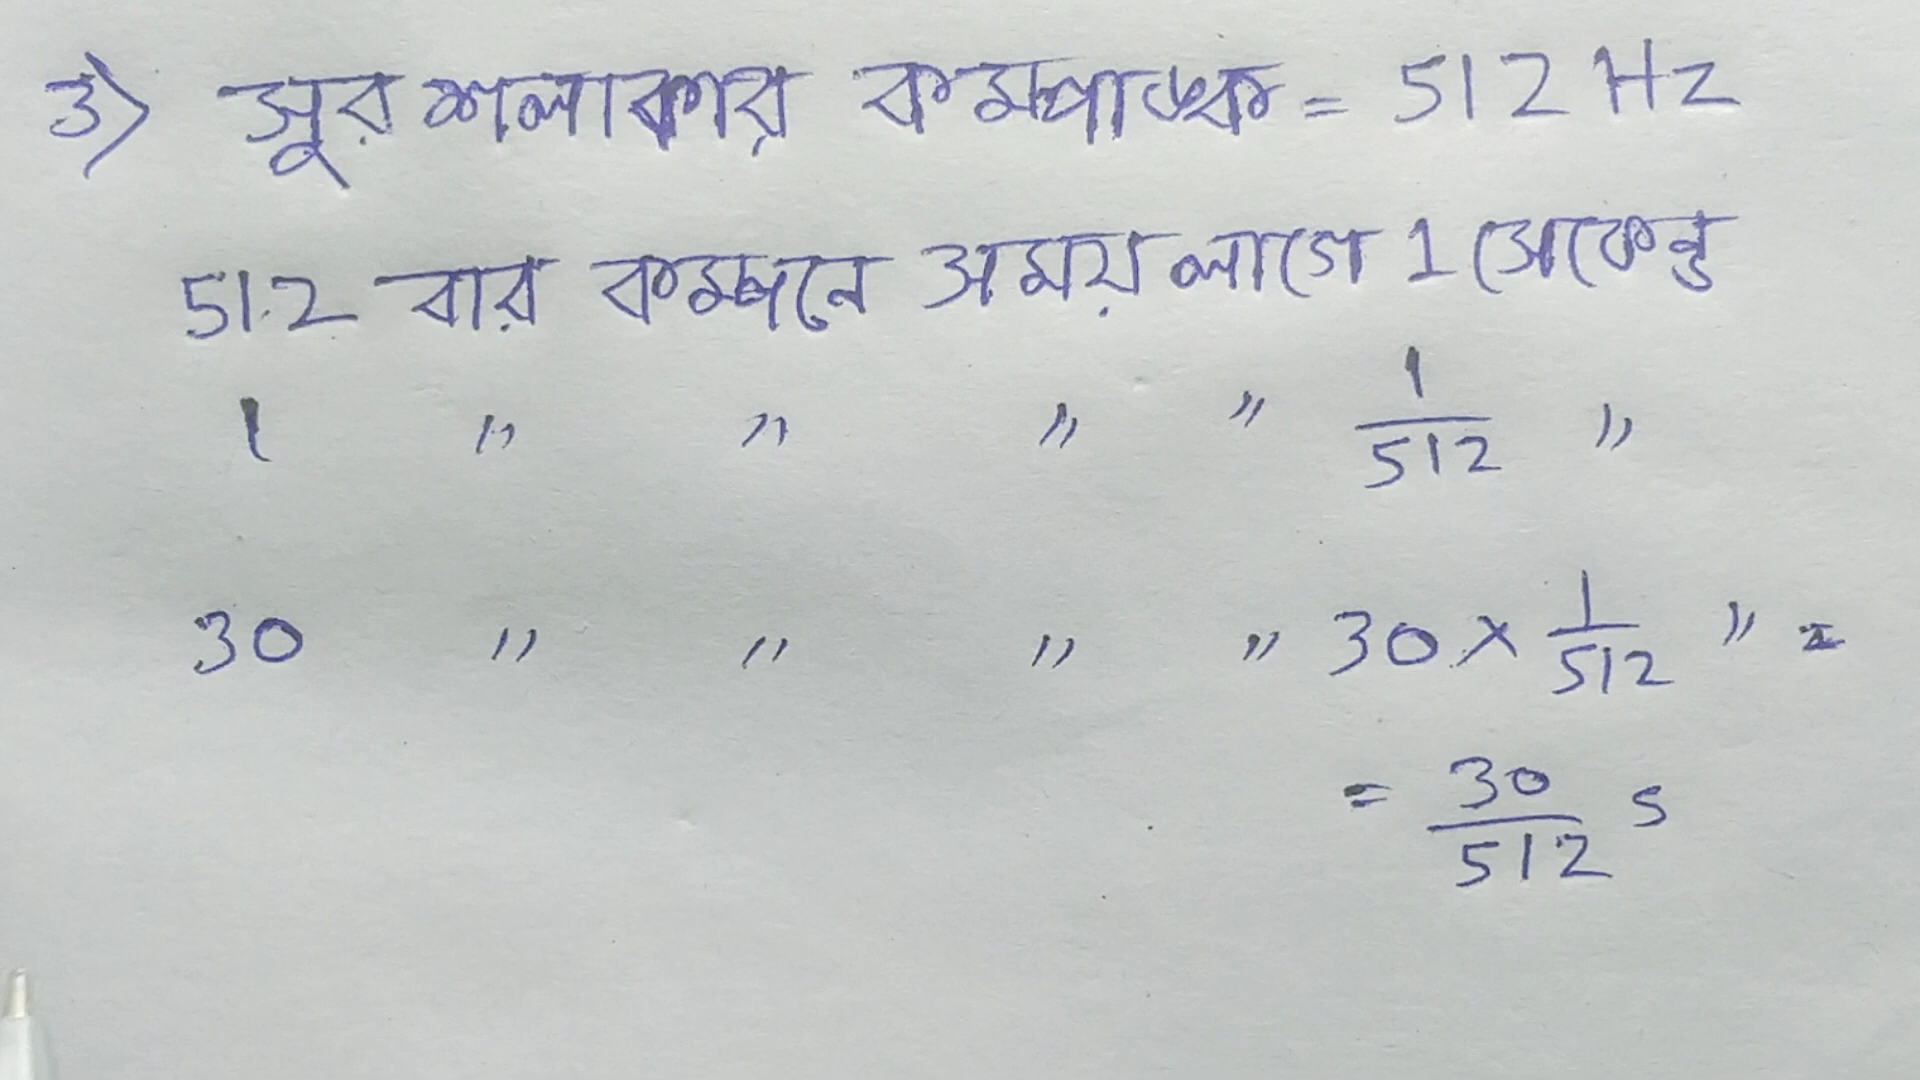 3) সুর শলাকার কম্পাঙ্ক = 512 Hz
512 বার কম্পনে সময় লাগে 1 সেকেন্ড
1 " " " " 1/512 "
30 " " " " 30 × 1/512 " =
= 30/512 s